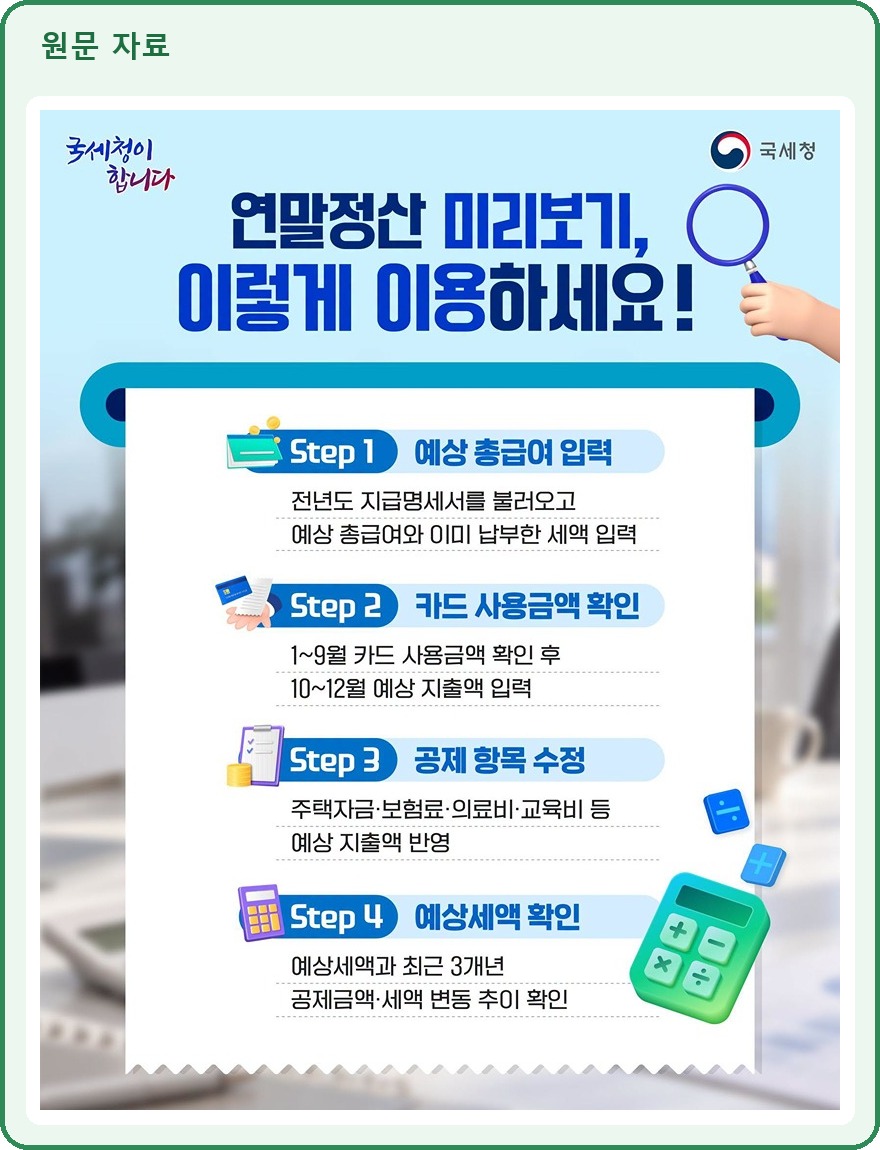 원문 자료
국세청이
합니다
국세청
연말정산 미리보기,
이렇게 이용하세요!
Step 1 예상 총급여 입력
전년도 지급명세서를 불러오고
예상 총급여와 이미 납부한 세액 입력
Step 2 카드 사용금액 확인
1~9월 카드 사용금액 확인 후
10~12월 예상 지출액 입력
Step 3 공제 항목 수정
주택자금·보험료·의료비·교육비 등
예상 지출액 반영
Step 4 예상세액 확인
예상세액과 최근 3개년
공제금액·세액 변동 추이 확인